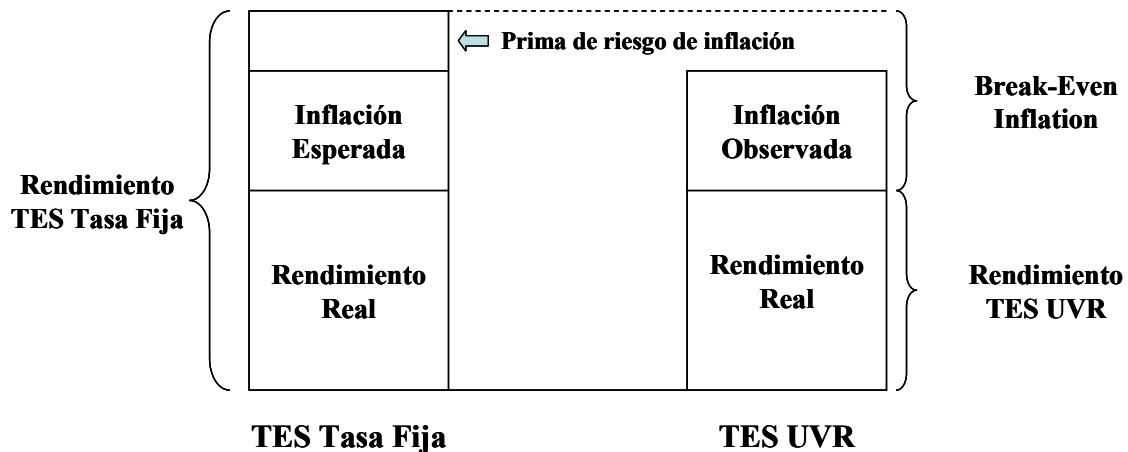 Prima de riesgo de inflación
Inflación
Esperada
Inflación
Observada
Break-Even
Inflation
Rendimiento
TES Tasa Fija
Rendimiento
Real
Rendimiento
Real
Rendimiento
TES UVR
TES Tasa Fija
TES UVR